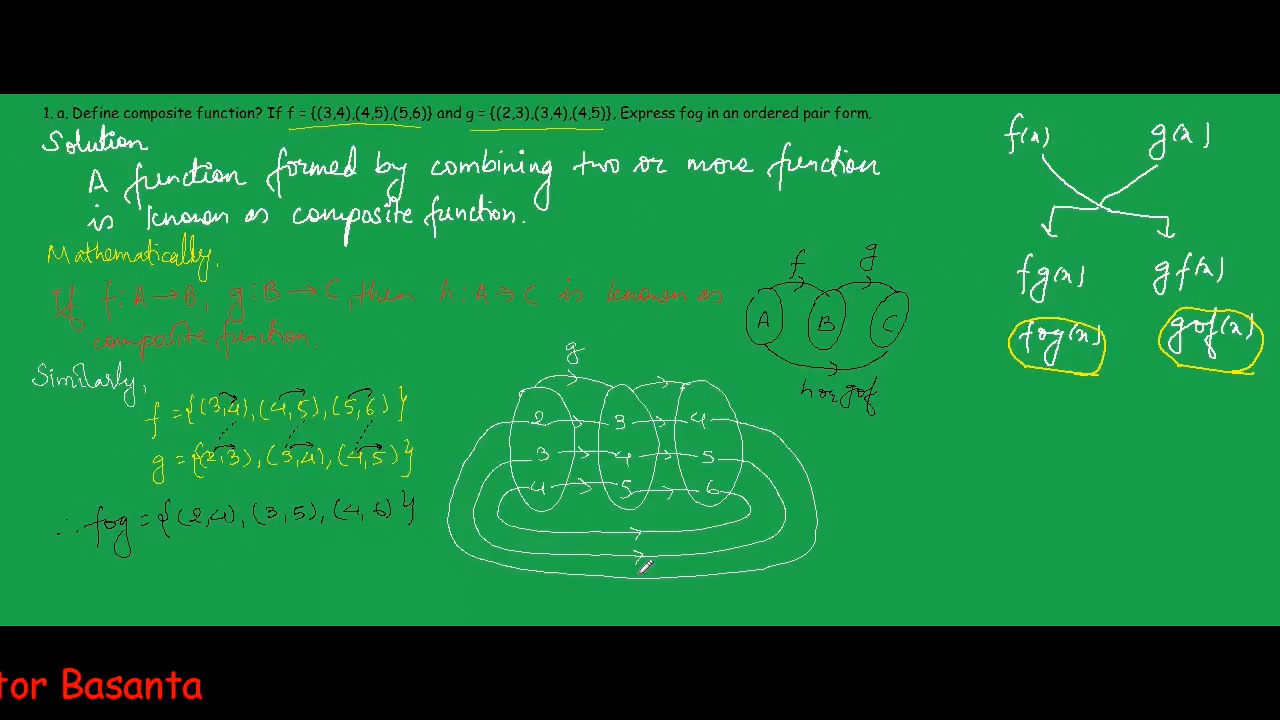 1. a. Define composite function? If f = {(3,4),(4,5),(5,6)} and g = {(2,3),(3,4),(4,5)}, Express fog in an ordered pair form.
Solution
A function formed by combining two or more function
is known as composite function.
Mathematically,
If f : A → B, g : B → C, then h : A → C is known as
composite function.
Similarly,
f = {(3,4), (4,5), (5,6)}
g = {(2,3), (3,4), (4,5)}
∴ fog = {(2,4), (3,5), (4,6)}
g
2 3 4
3 4 5
4 5 6
f g
A B C
h or gof
f(x) g(x)
fg(x) gf(x)
fog(x) gof(x)
tor Basanta